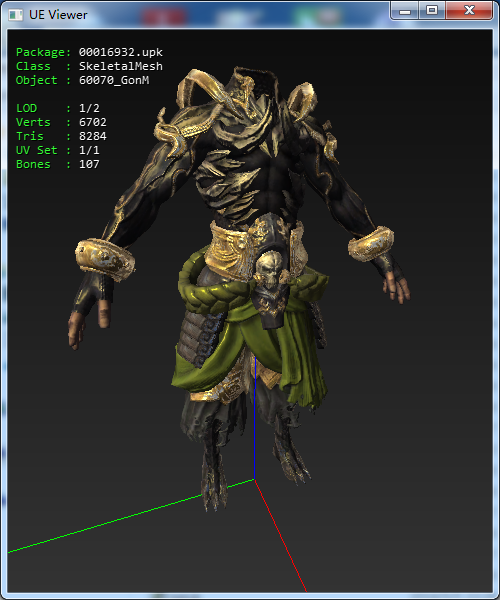 UE Viewer
Package: 00016932.upk
Class : SkeletalMesh
Object : 60070_GonM
LOD : 1/2
Verts : 6702
Tris : 8284
UV Set : 1/1
Bones : 107